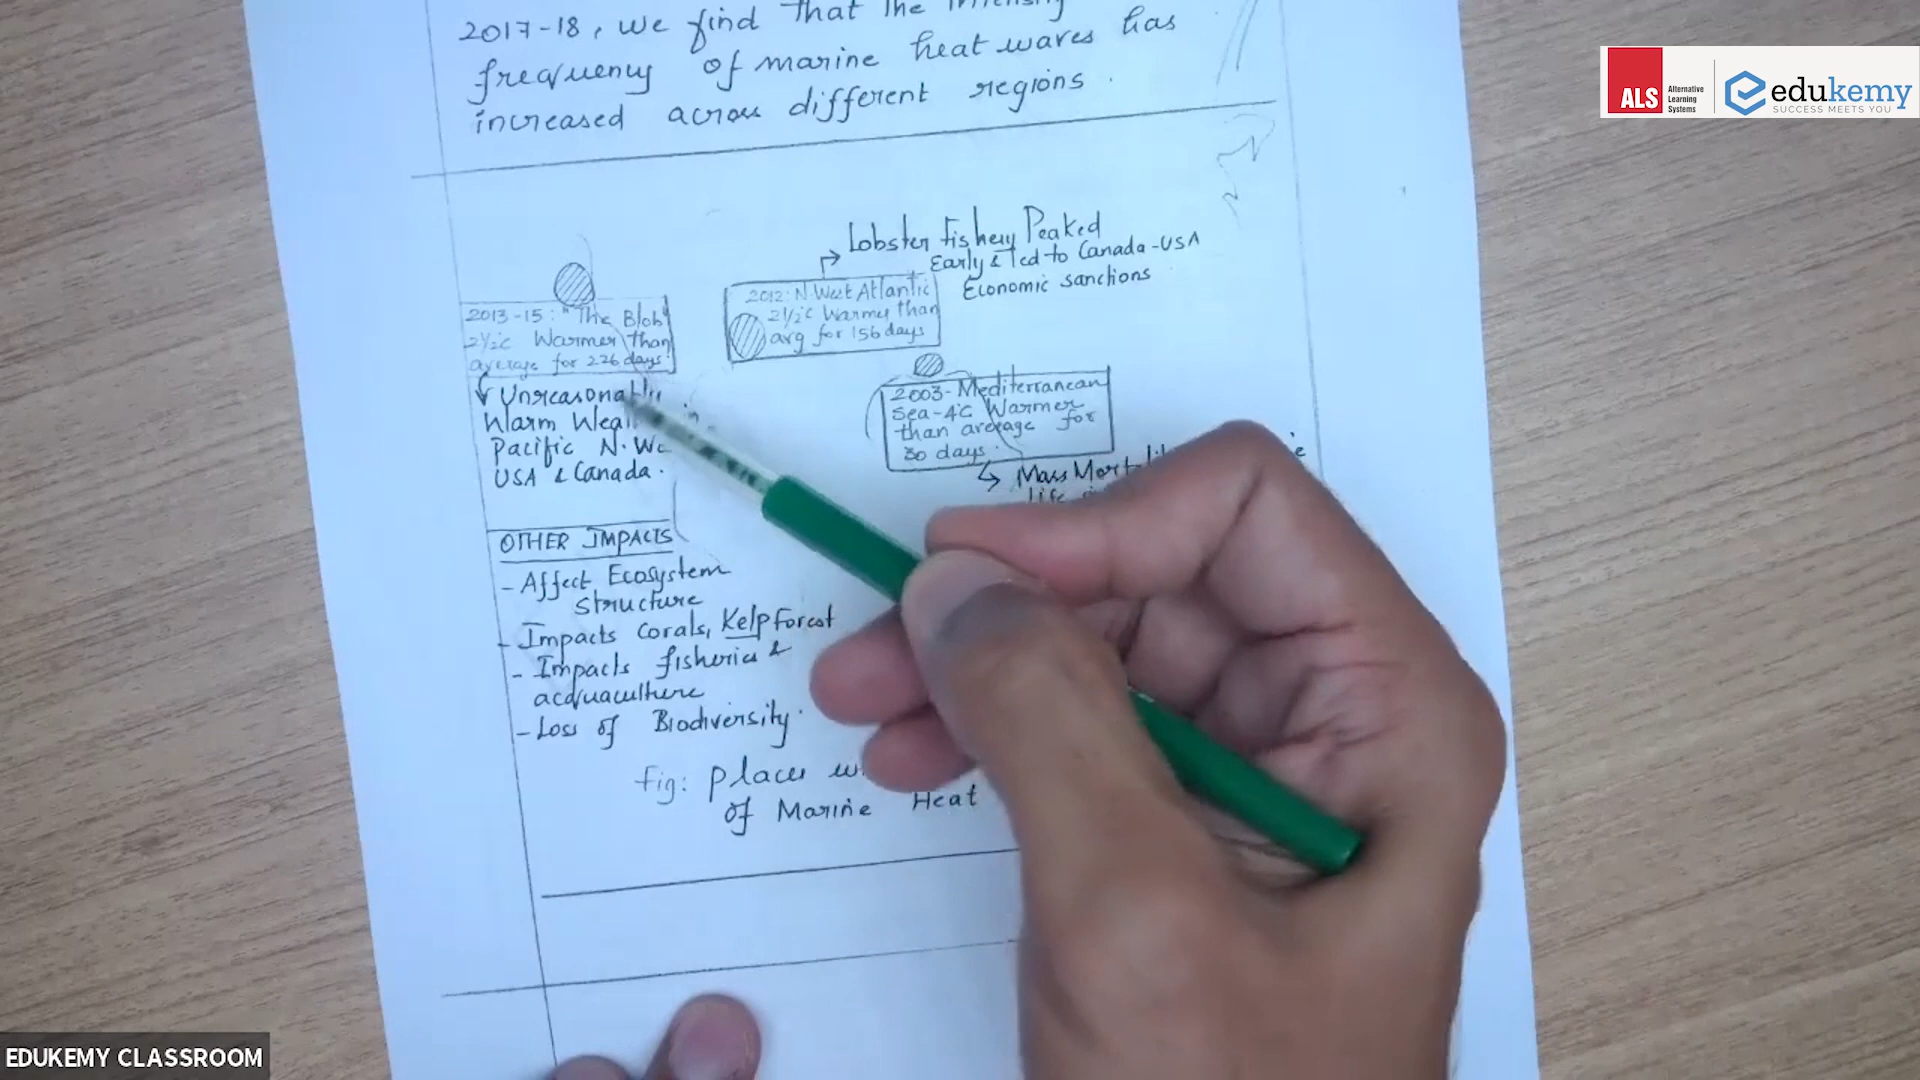 2017-18, we find that the
frequency of marine heat waves has
increased across different regions.
Lobster Fishery Peaked
Early & led to Canada-USA
Economic sanctions
2013-15: "The Blob"
2½°C Warmer than
average for 226 days.
2012: N-West Atlantic
2½°C Warmer than
avg for 156 days
2003- Mediterranean
Sea-4°C Warmer
than average for
30 days.
Mass
Warm
Pacific
USA & Canada.
OTHER IMPACTS
- Affect Ecosystem
Structure
- Impacts Corals, Kelp Forest
- Impacts fisheries &
acquaculture
- Loss of Biodiversity.
fig: places
of Marine Heat
ALS
Alternative
Learning
Systems
edukemy
SUCCESS MEETS YOU
EDUKEMY CLASSROOM